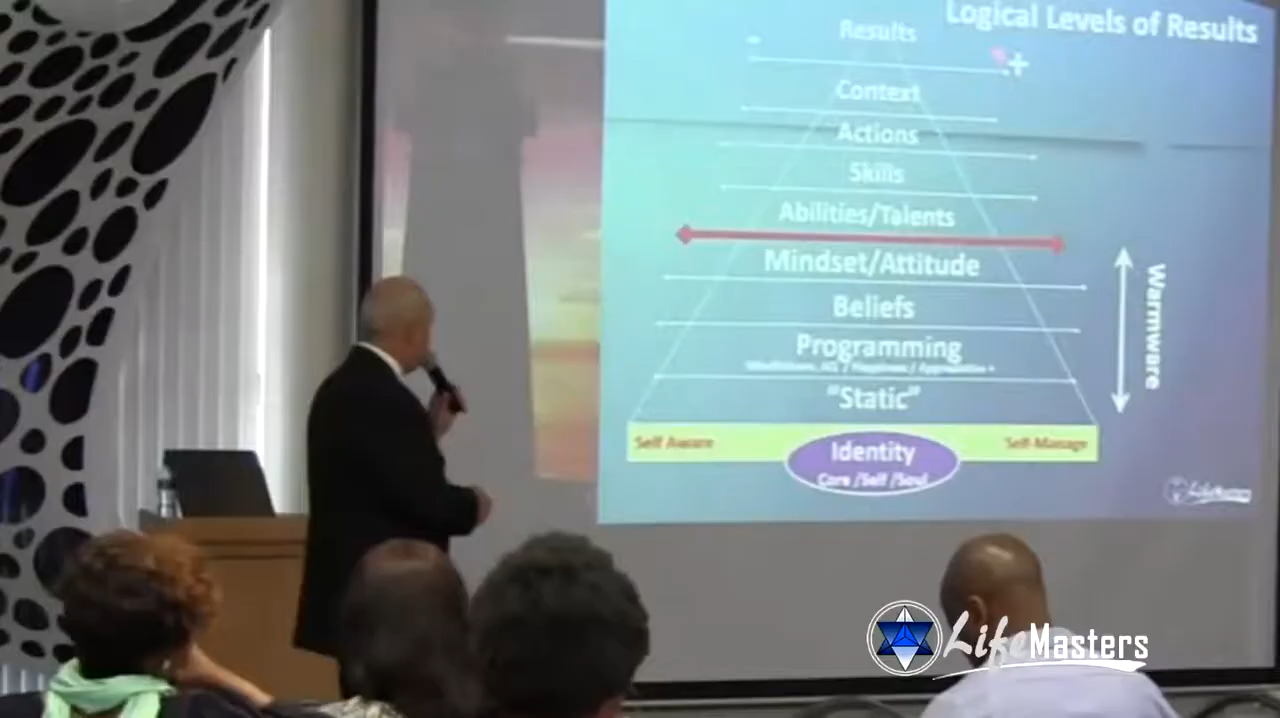 Logical Levels of Results
Results
+
Context
Actions
Skills
Abilities/Talents
Mindset/Attitude
Beliefs
Programming
"Static"
Warmware
Self Aware
Self-Manage
Identity
Core /Self /Soul
LifeMasters
LifeMasters